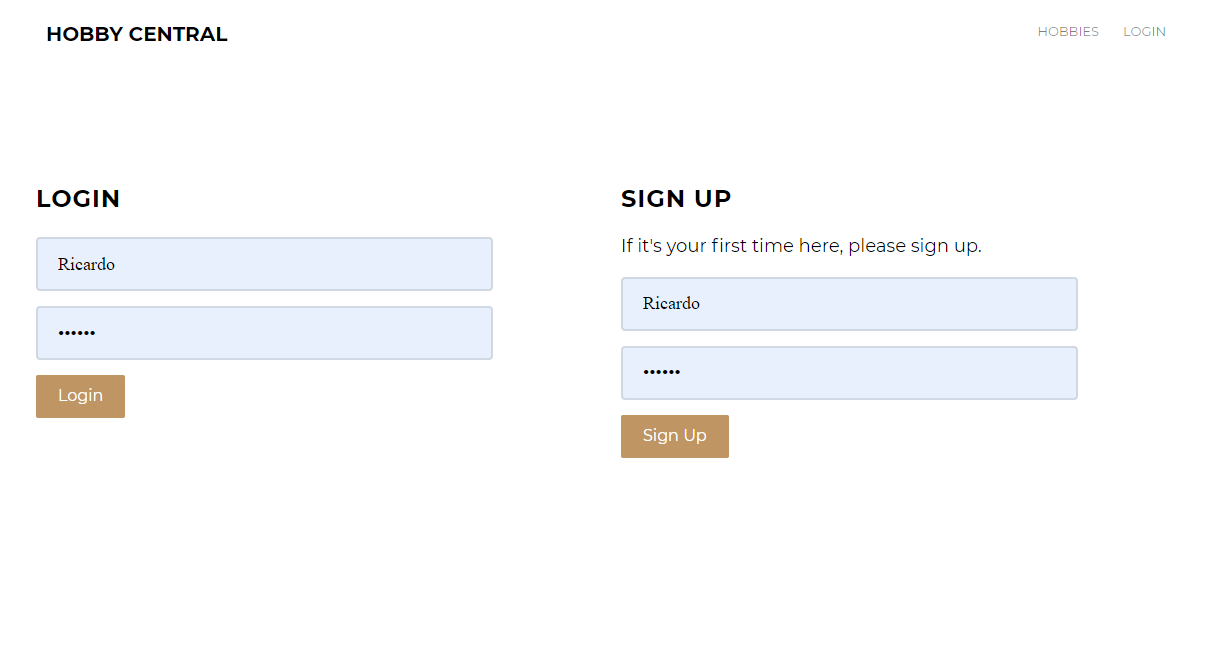 HOBBY CENTRAL
HOBBIES LOGIN
LOGIN
Ricardo
••••••
Login
SIGN UP
If it's your first time here, please sign up.
Ricardo
••••••
Sign Up